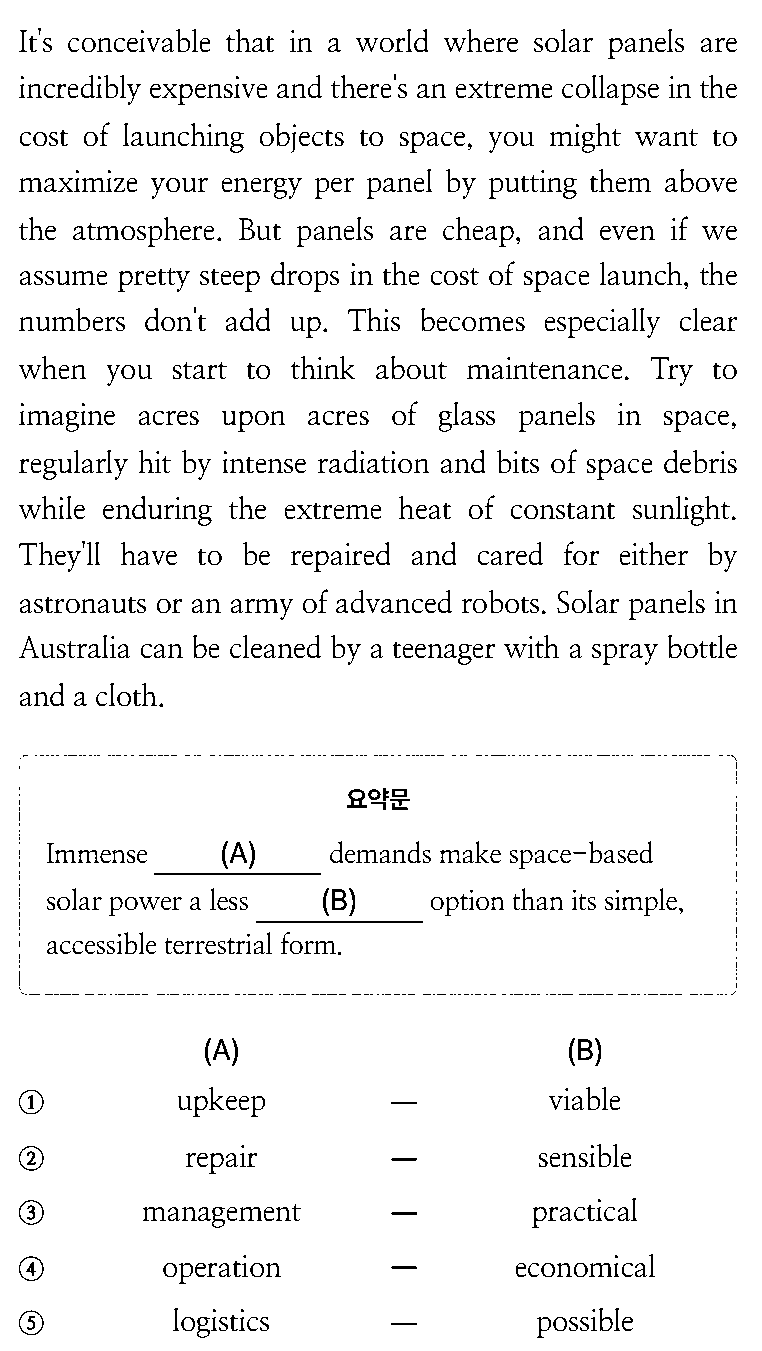 It's conceivable that in a world where solar panels are
incredibly expensive and there's an extreme collapse in the
cost of launching objects to space, you might want to
maximize your energy per panel by putting them above
the atmosphere. But panels are cheap, and even if we
assume pretty steep drops in the cost of space launch, the
numbers don't add up. This becomes especially clear
when you start to think about maintenance. Try to
imagine acres upon acres of glass panels in space,
regularly hit by intense radiation and bits of space debris
while enduring the extreme heat of constant sunlight.
They'll have to be repaired and cared for either by
astronauts or an army of advanced robots. Solar panels in
Australia can be cleaned by a teenager with a spray bottle
and a cloth.
요약문
Immense (A) demands make space-based
solar power a less (B) option than its simple,
accessible terrestrial form.
(A) (B)
① upkeep — viable
② repair — sensible
③ management — practical
④ operation — economical
⑤ logistics — possible